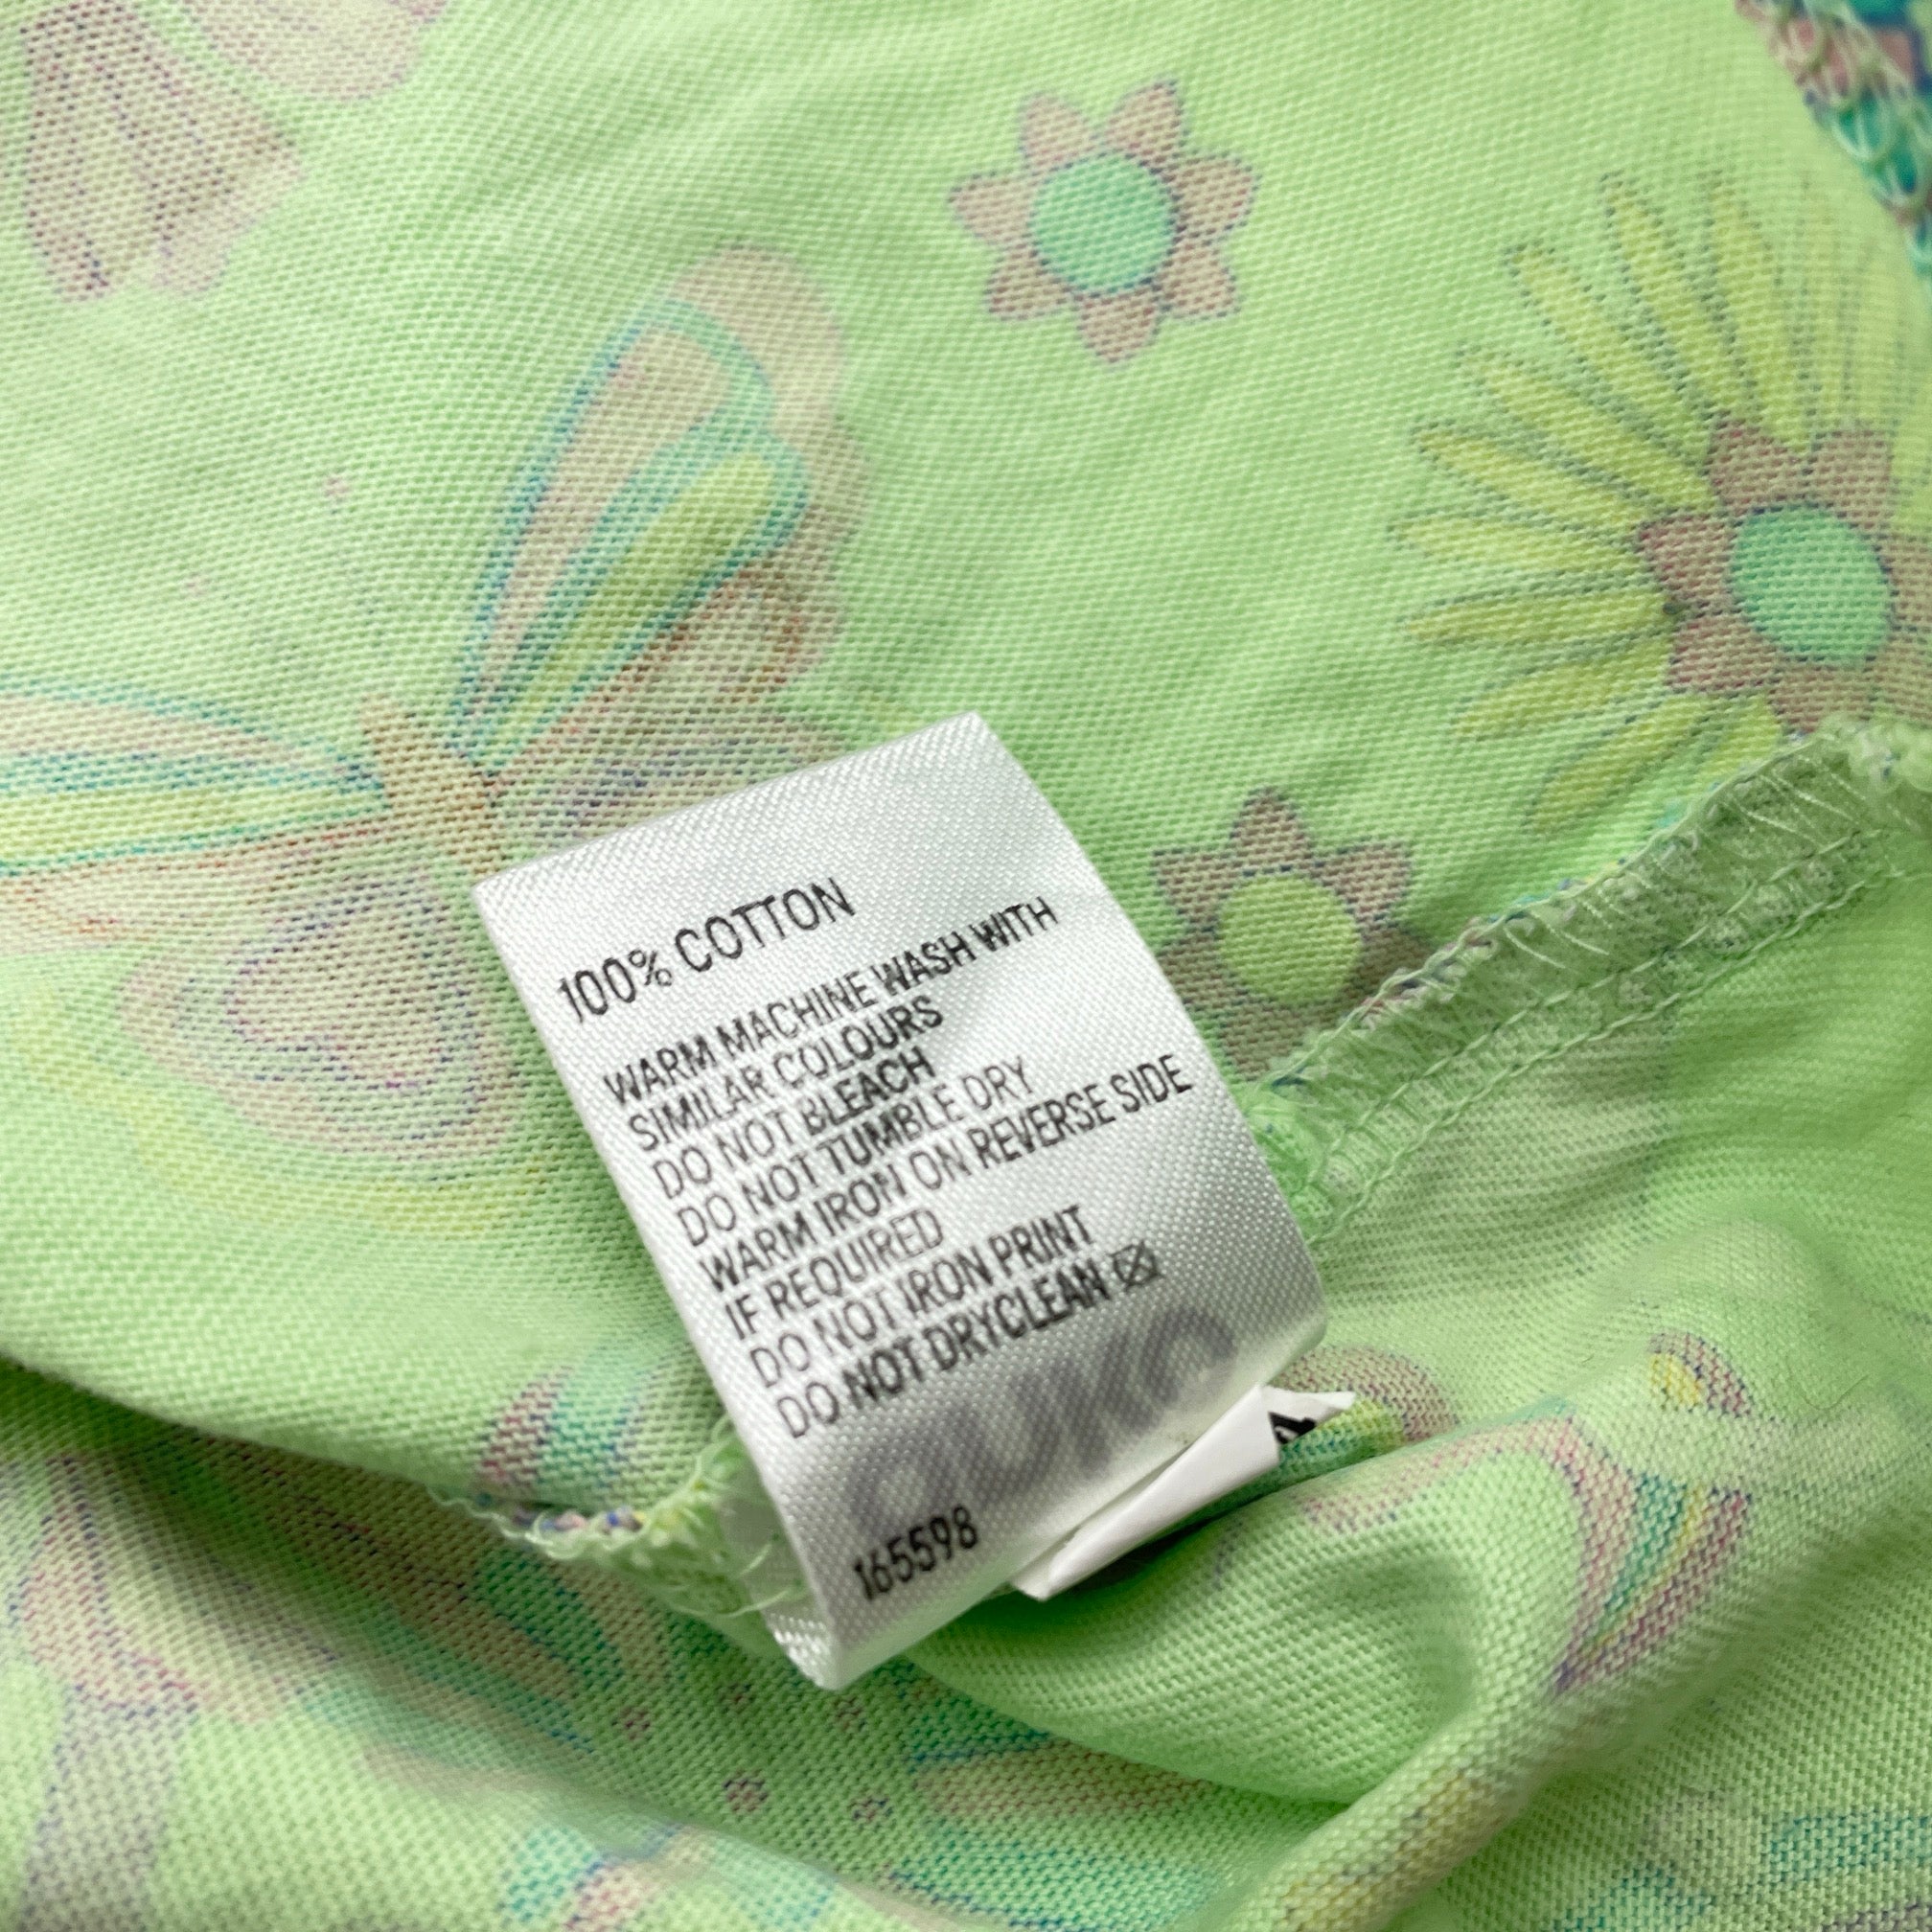 100% COTTON
WARM MACHINE WASH WITH
SIMILAR COLOURS
DO NOT BLEACH
DO NOT TUMBLE DRY
WARM IRON ON REVERSE SIDE
IF REQUIRED
DO NOT IRON PRINT
DO NOT DRYCLEAN
165598